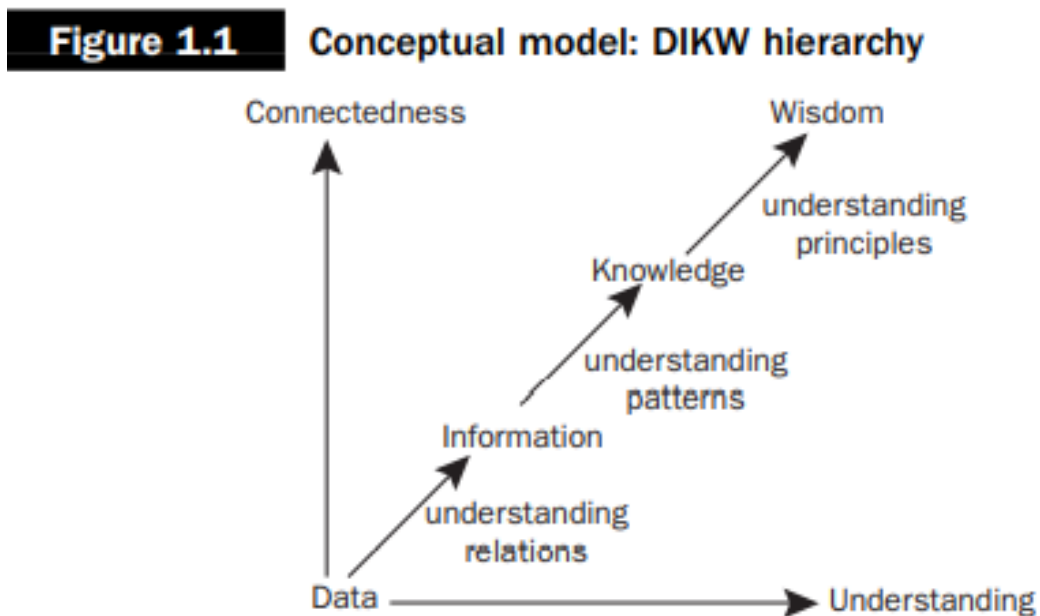 Figure 1.1 Conceptual model: DIKW hierarchy
Connectedness
Wisdom
understanding
principles
Knowledge
understanding
patterns
Information
understanding
relations
Data
Understanding